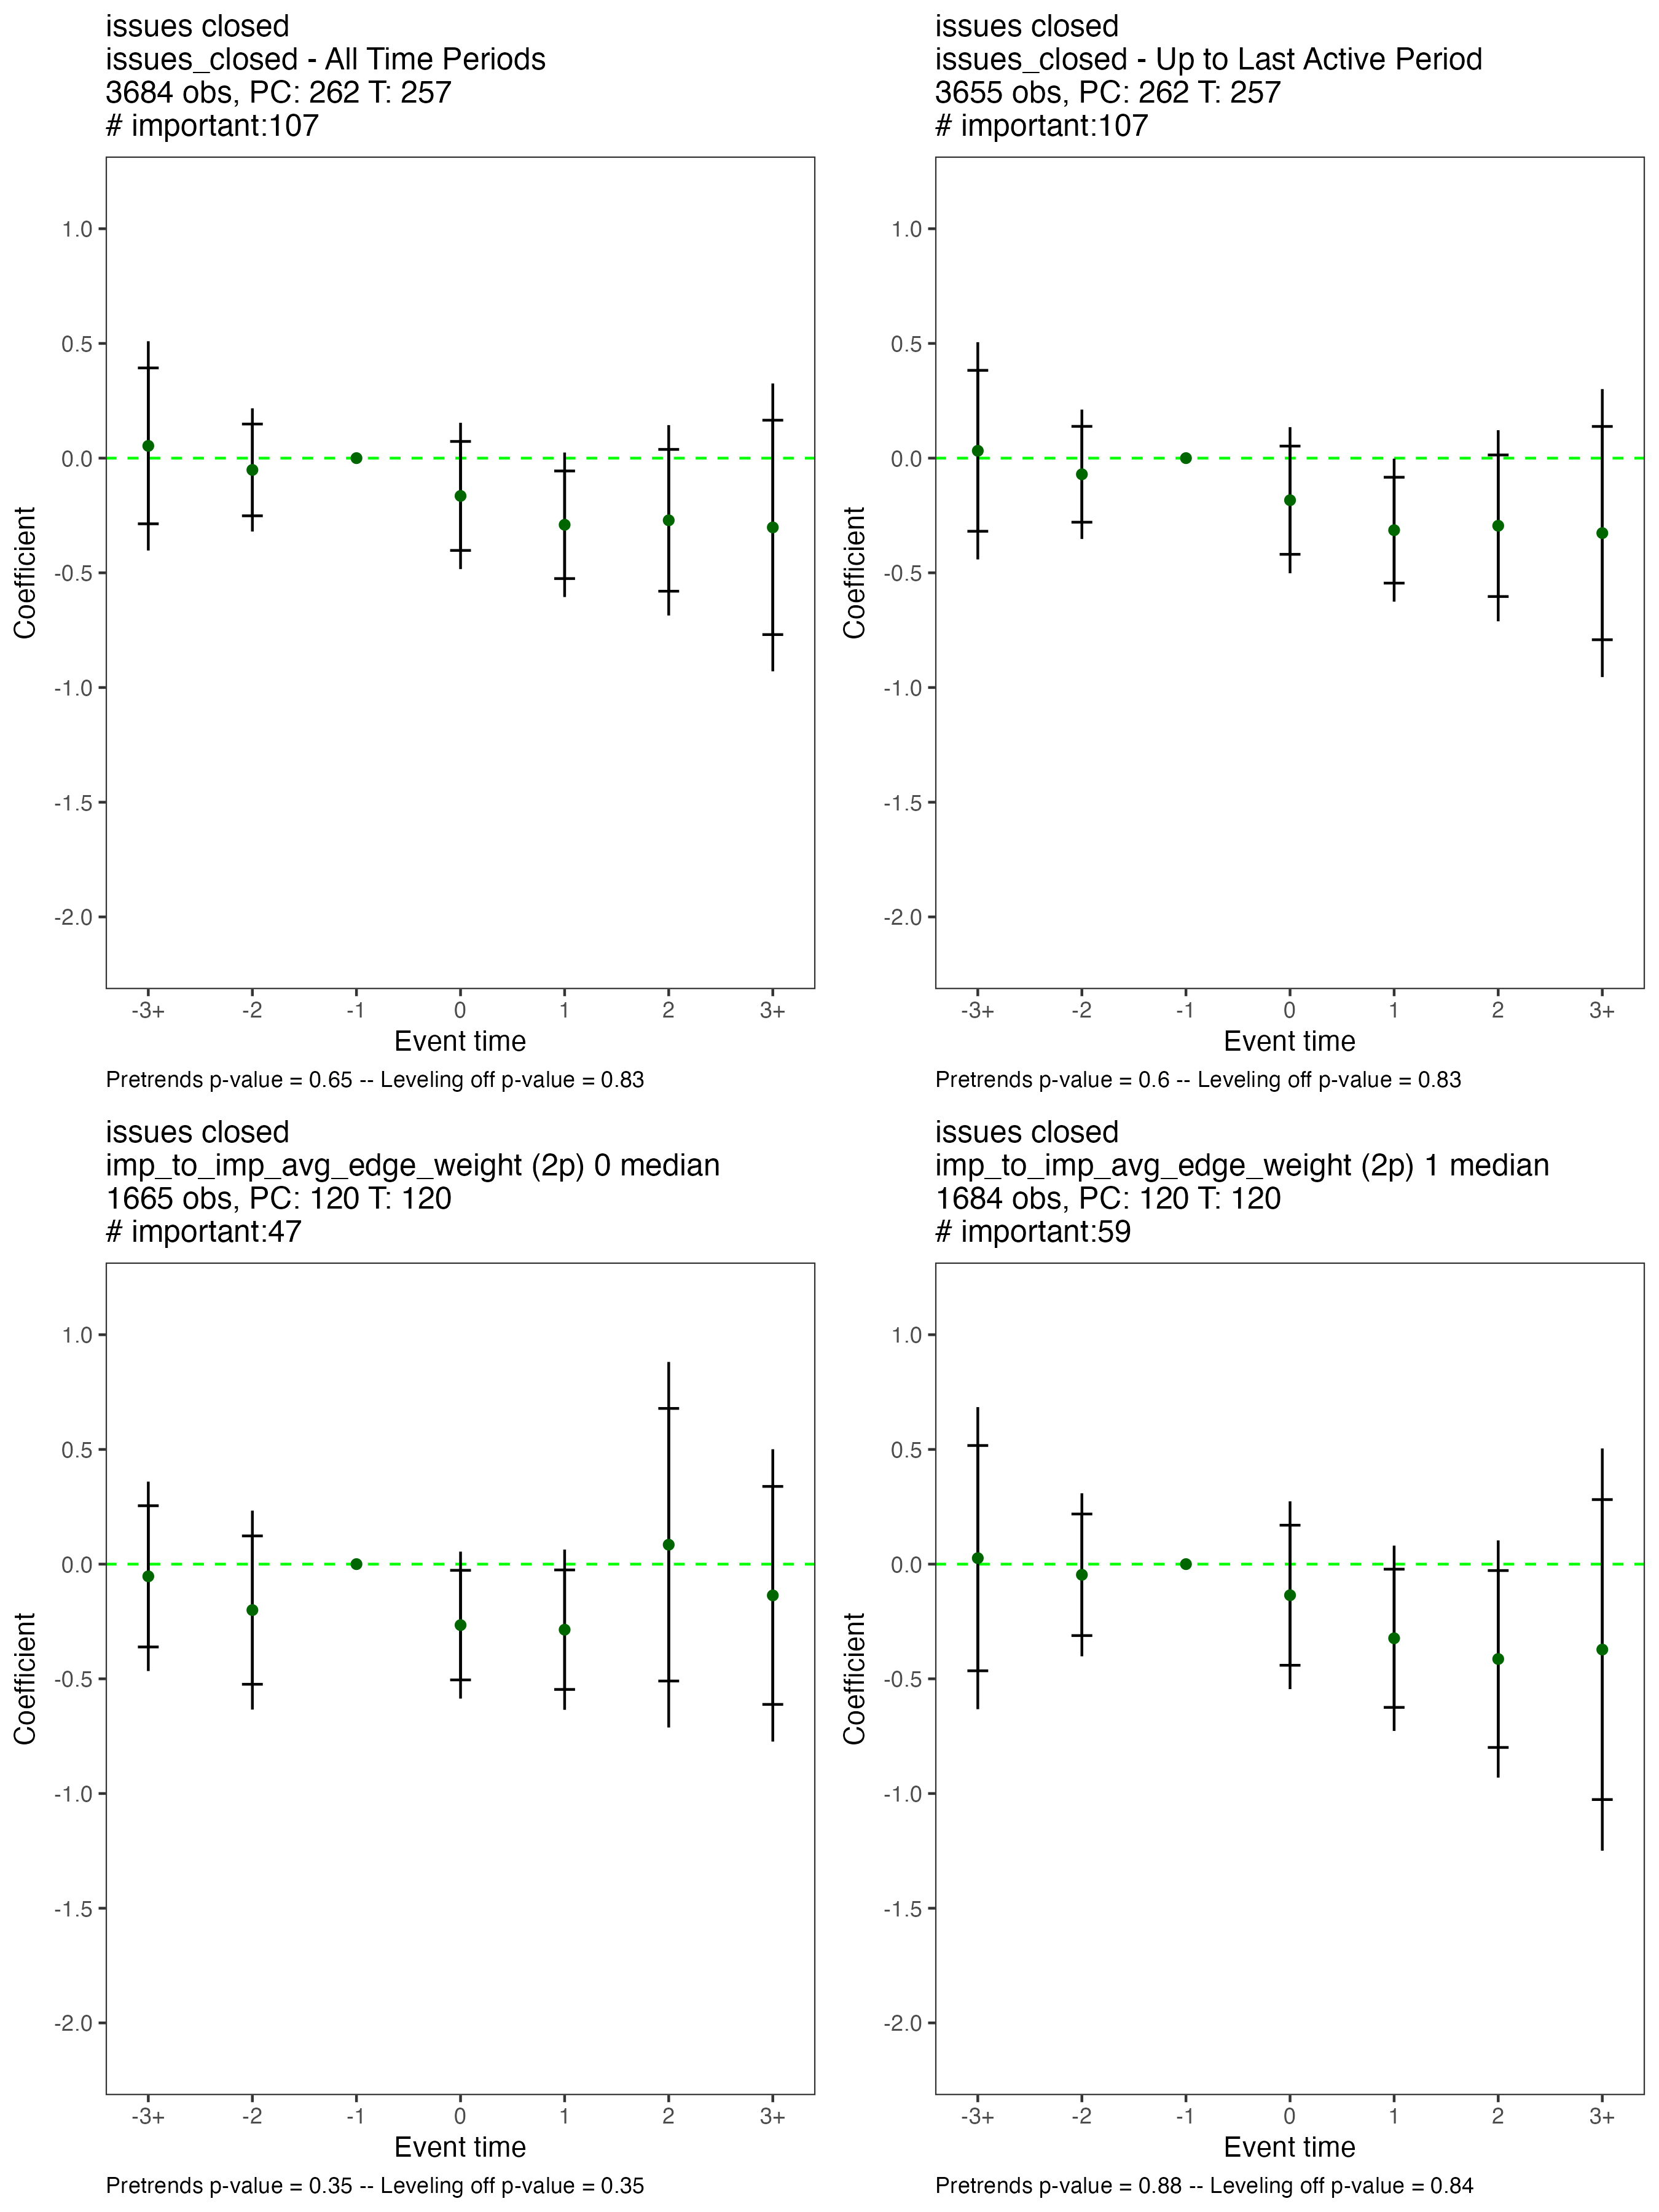 issues closed
issues_closed - All Time Periods
3684 obs, PC: 262 T: 257
# important:107
1.0
0.5
0.0
-0.5
-1.0
-1.5
-2.0
Coefficient
-3+ -2 -1 0 1 2 3+
Event time
Pretrends p-value = 0.65 -- Leveling off p-value = 0.83
issues closed
issues_closed - Up to Last Active Period
3655 obs, PC: 262 T: 257
# important:107
1.0
0.5
0.0
-0.5
-1.0
-1.5
-2.0
Coefficient
-3+ -2 -1 0 1 2 3+
Event time
Pretrends p-value = 0.6 -- Leveling off p-value = 0.83
issues closed
imp_to_imp_avg_edge_weight (2p) 0 median
1665 obs, PC: 120 T: 120
# important:47
1.0
0.5
0.0
-0.5
-1.0
-1.5
-2.0
Coefficient
-3+ -2 -1 0 1 2 3+
Event time
Pretrends p-value = 0.35 -- Leveling off p-value = 0.35
issues closed
imp_to_imp_avg_edge_weight (2p) 1 median
1684 obs, PC: 120 T: 120
# important:59
1.0
0.5
0.0
-0.5
-1.0
-1.5
-2.0
Coefficient
-3+ -2 -1 0 1 2 3+
Event time
Pretrends p-value = 0.88 -- Leveling off p-value = 0.84